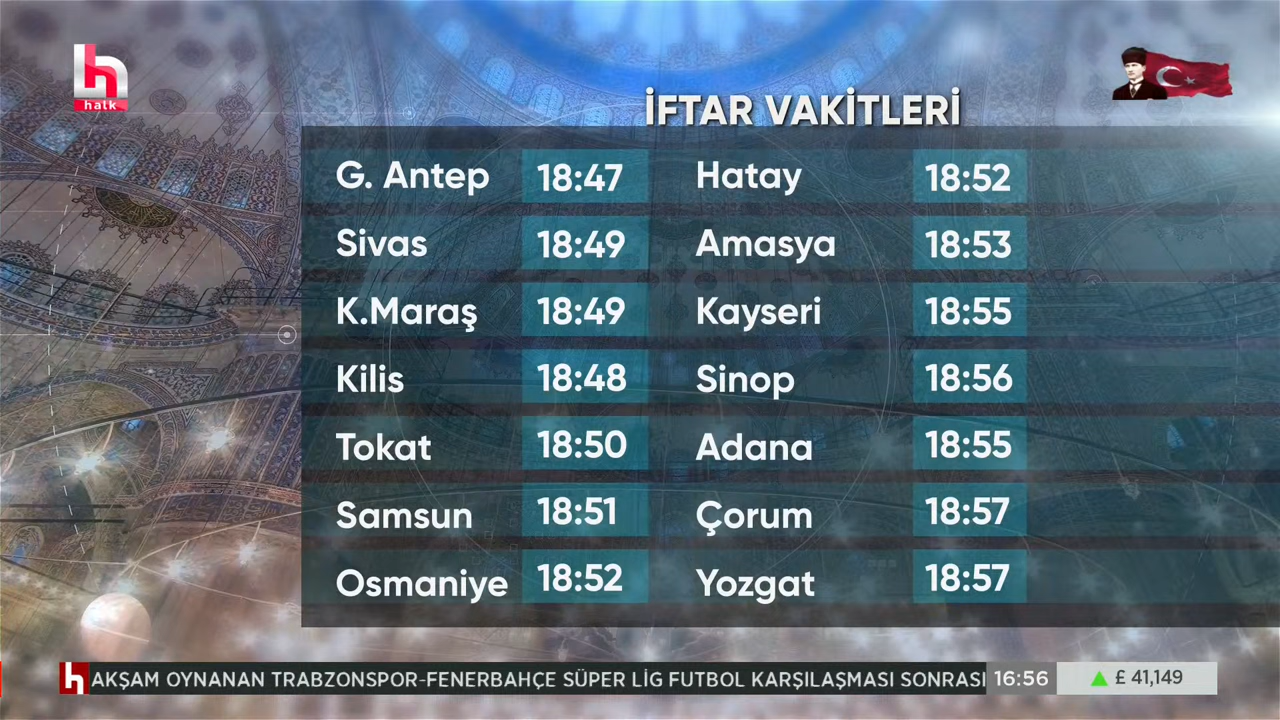 halk
İFTAR VAKİTLERİ
G. Antep 18:47 Hatay 18:52
Sivas 18:49 Amasya 18:53
K.Maraş 18:49 Kayseri 18:55
Kilis 18:48 Sinop 18:56
Tokat 18:50 Adana 18:55
Samsun 18:51 Çorum 18:57
Osmaniye 18:52 Yozgat 18:57
h AKŞAM OYNANAN TRABZONSPOR-FENERBAHÇE SÜPER LİG FUTBOL KARŞILAŞMASI SONRASI 16:56 £ 41,149